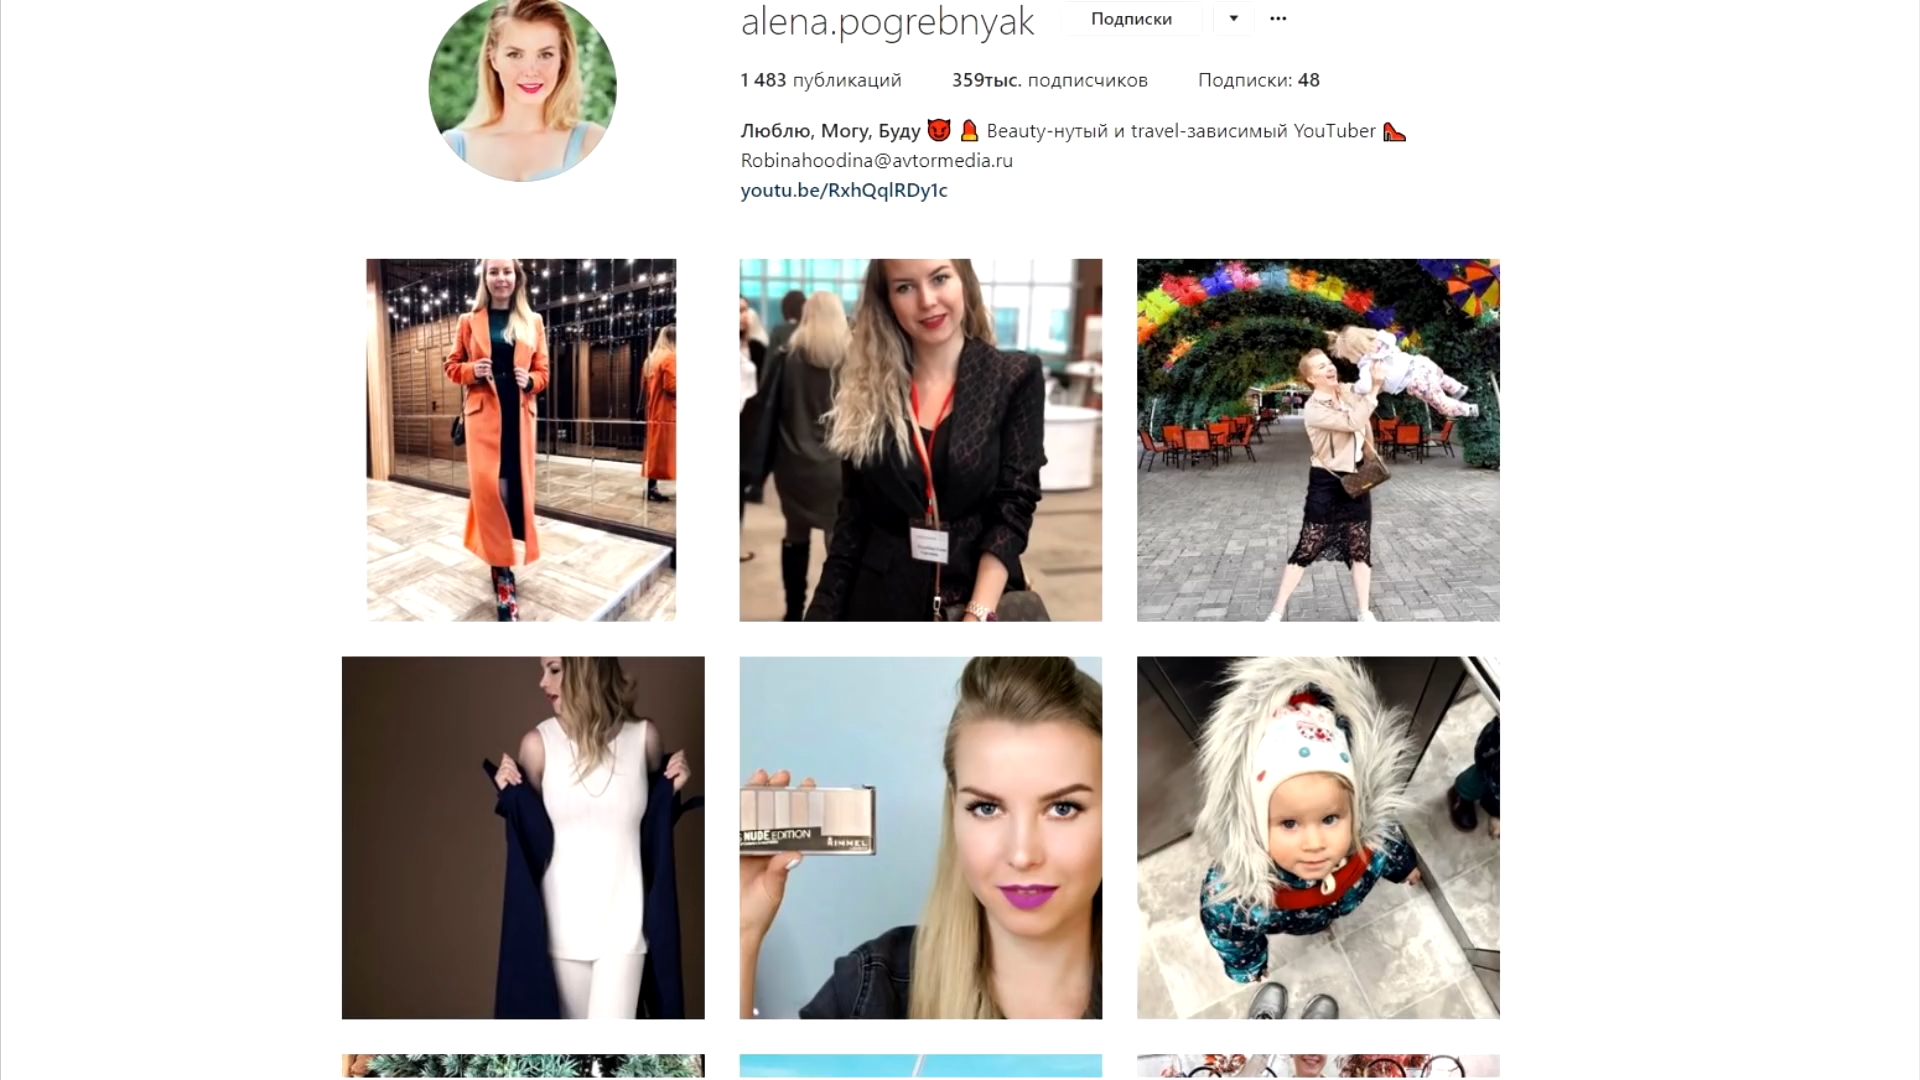 alena.pogrebnyak
Подписки
1 483 публикаций 359тыс. подписчиков Подписки: 48
Люблю, Могу, Буду 😈 💄 Beauty-нутый и travel-зависимый YouTuber 👠
Robinahoodina@avtormedia.ru
youtu.be/RxhQqlRDy1c
NUDE EDITION
RIMMEL